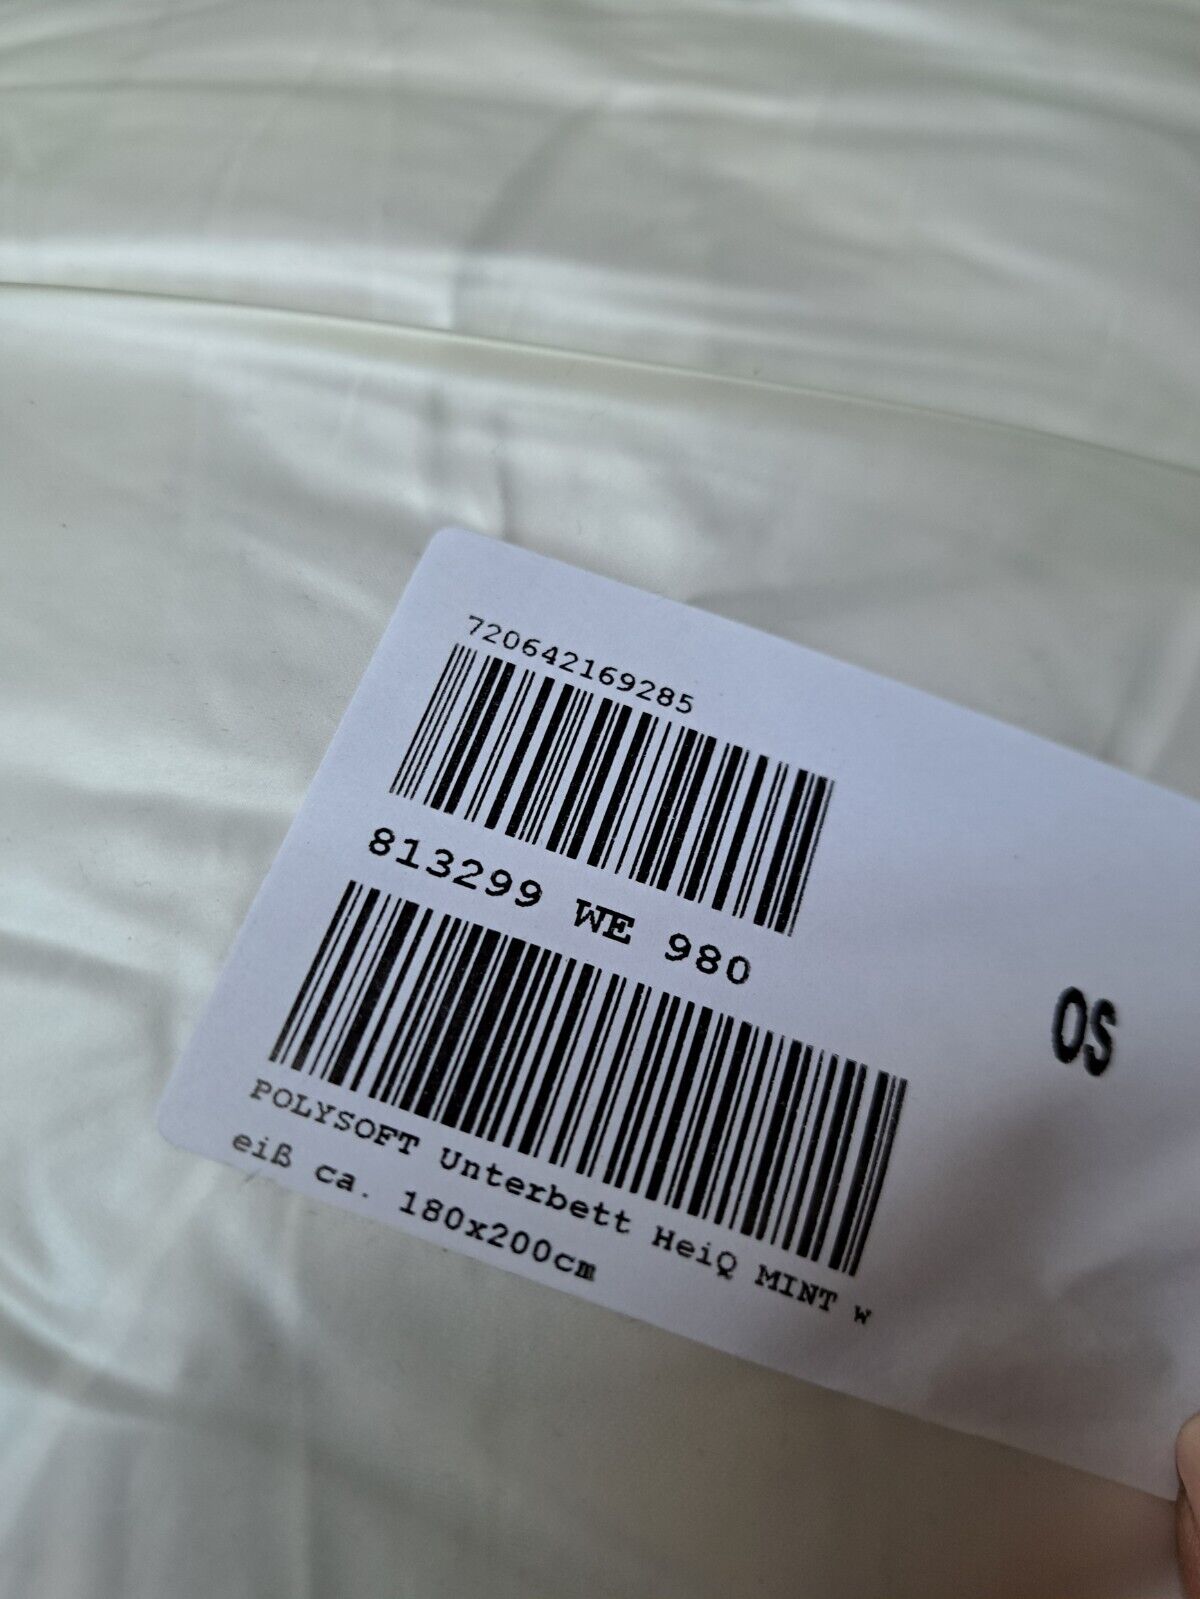 720642169285
813299 WE 980
OS
POLYSOFT Unterbett HeiQ MINT w
eiß ca. 180x200cm